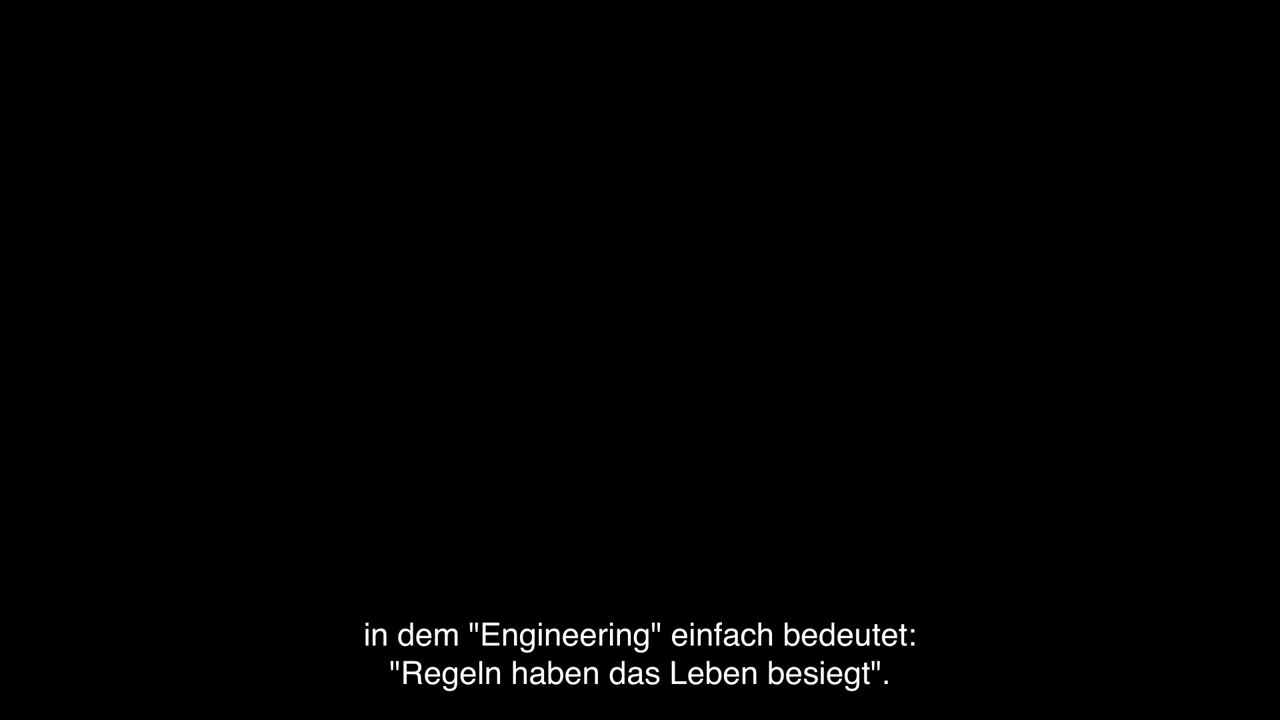 in dem "Engineering" einfach bedeutet:
"Regeln haben das Leben besiegt".